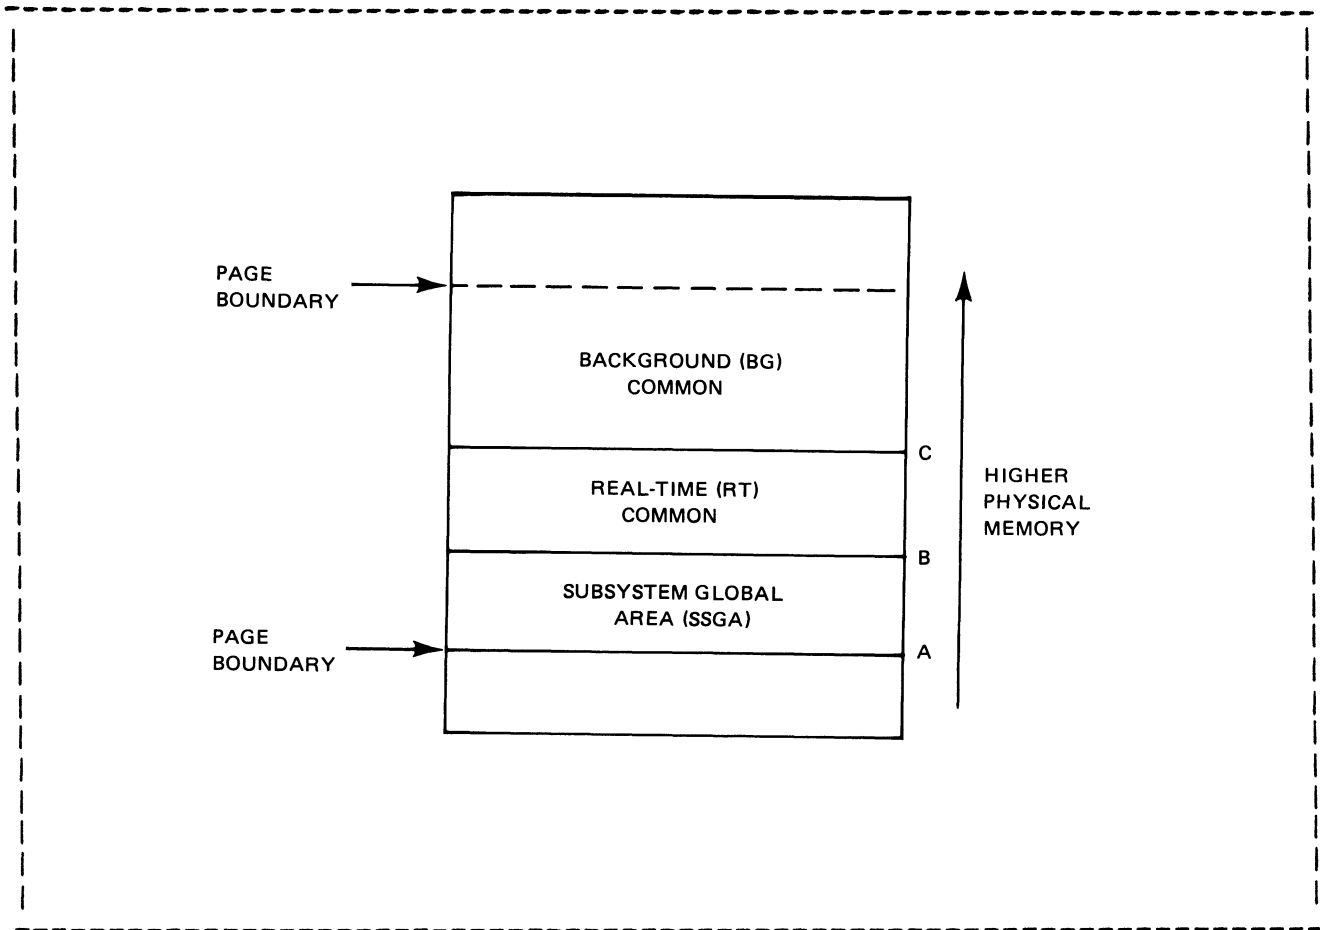 PAGE
BOUNDARY
BACKGROUND (BG)
COMMON
C
REAL-TIME (RT)
COMMON
HIGHER
PHYSICAL
MEMORY
B
SUBSYSTEM GLOBAL
AREA (SSGA)
PAGE
BOUNDARY
A